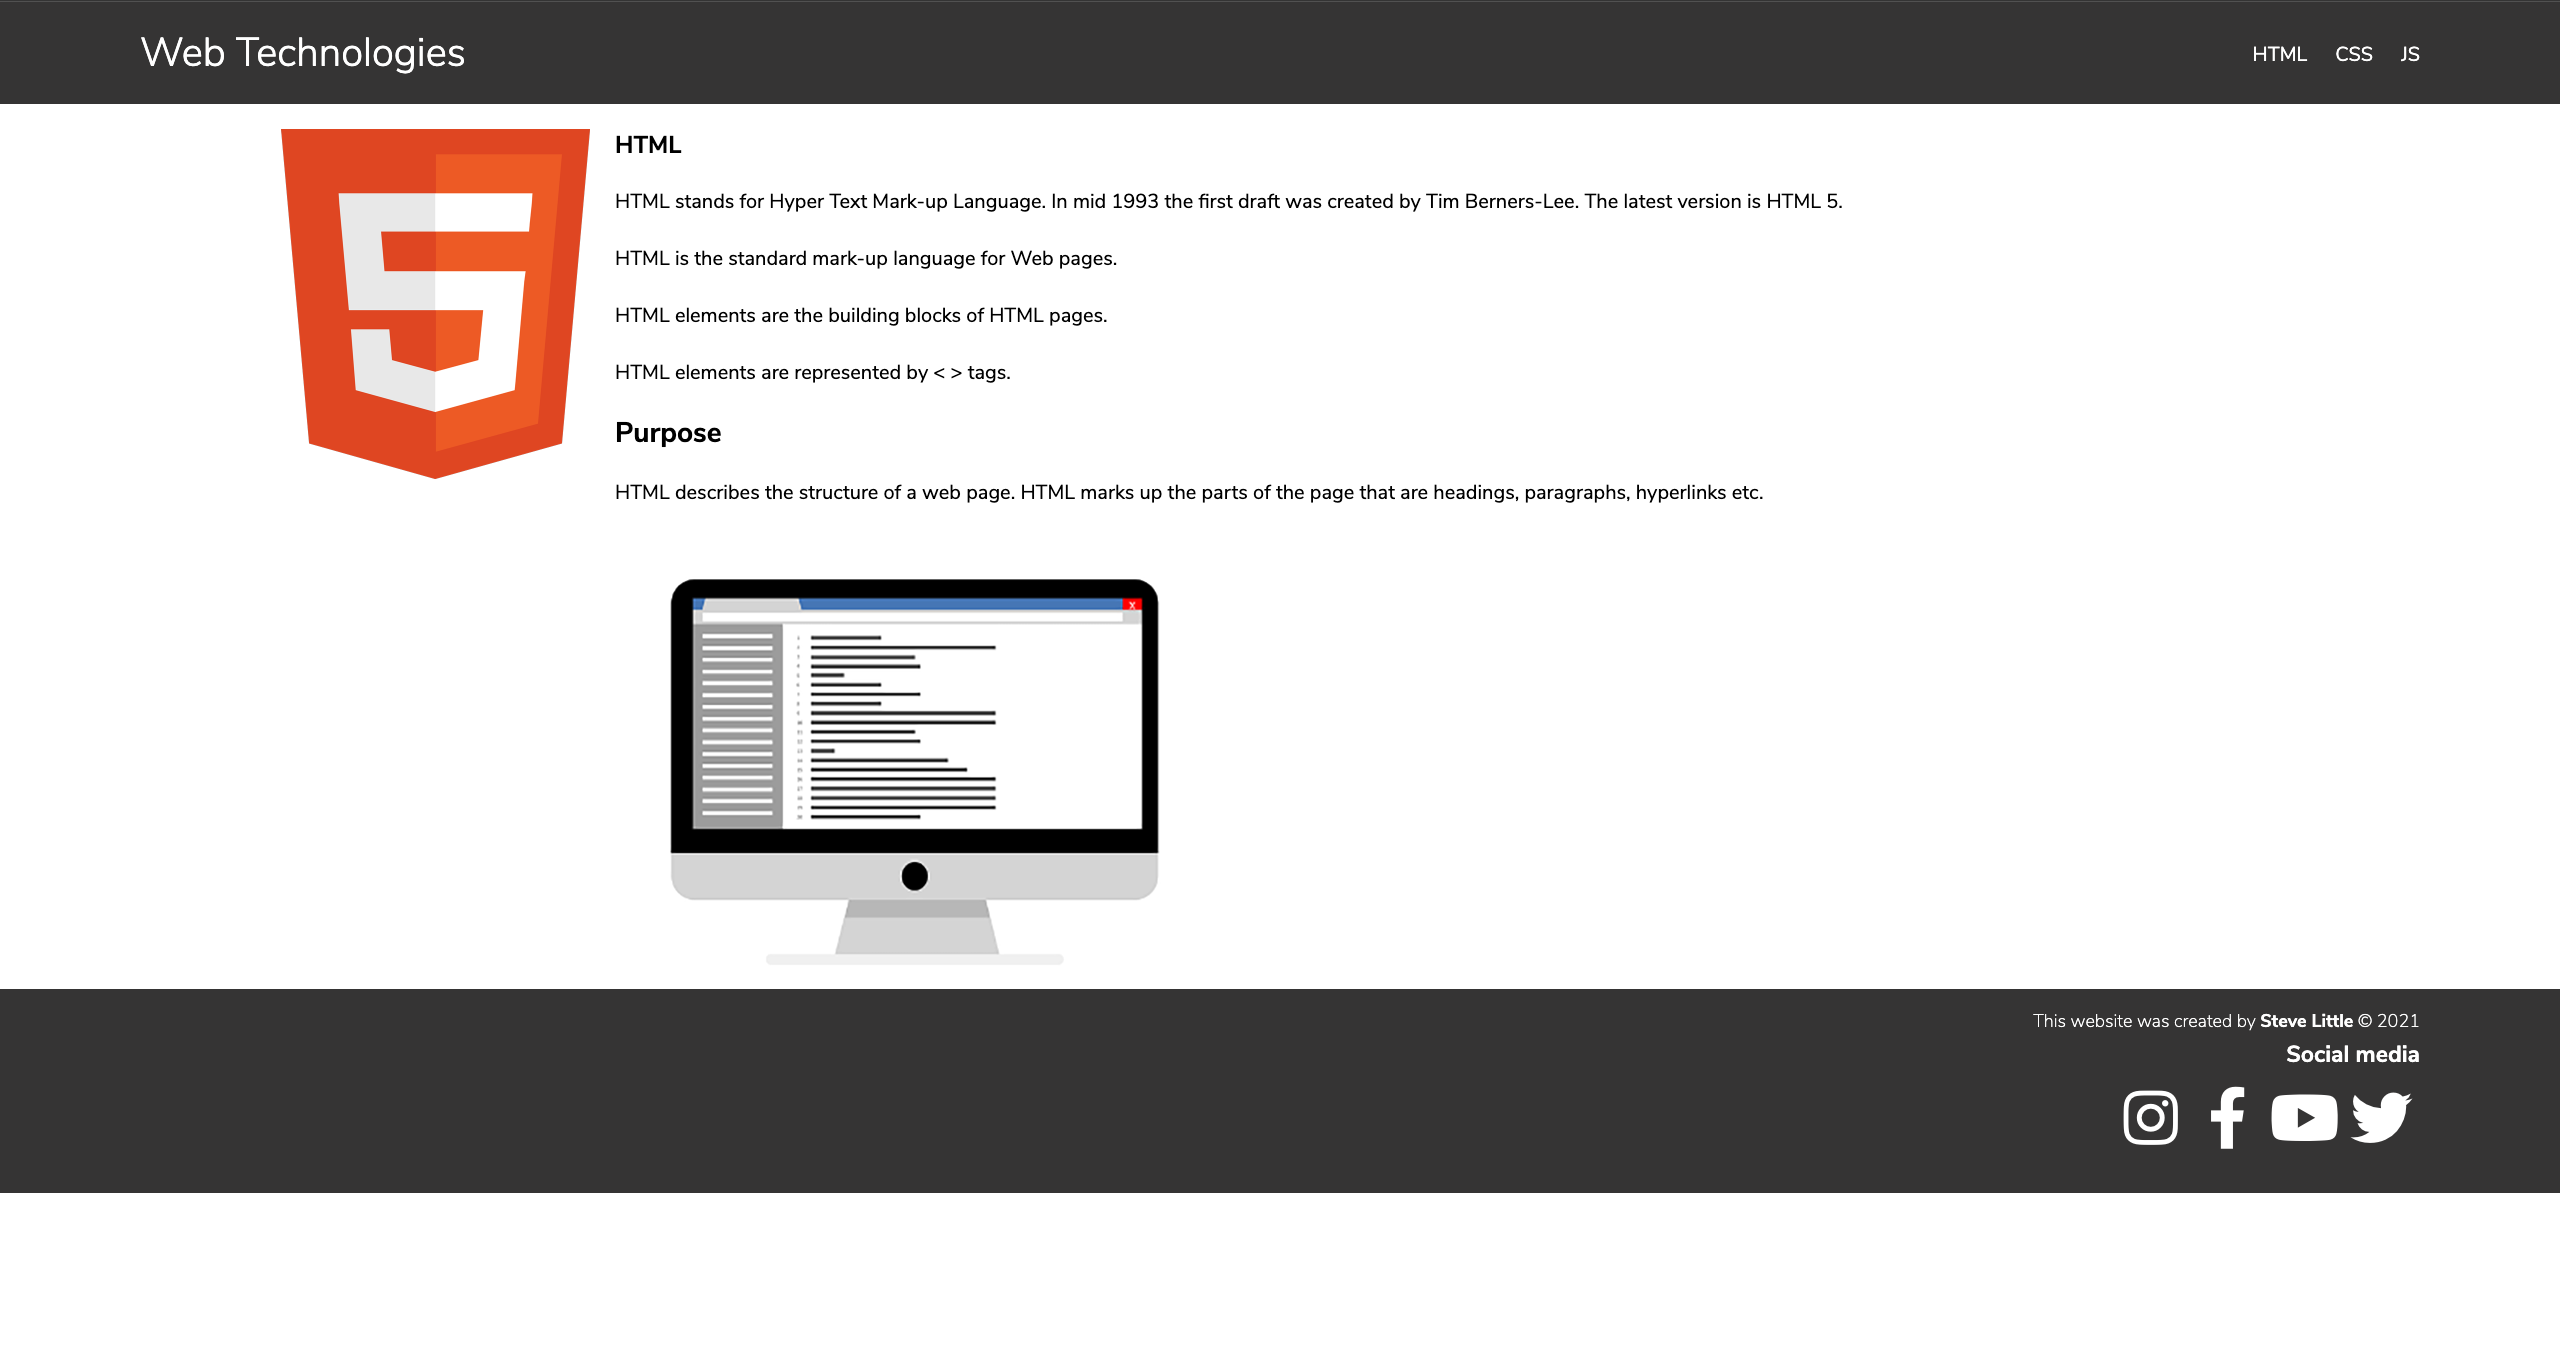 Web Technologies
HTML CSS JS
HTML
HTML stands for Hyper Text Mark-up Language. In mid 1993 the first draft was created by Tim Berners-Lee. The latest version is HTML 5.
HTML is the standard mark-up language for Web pages.
HTML elements are the building blocks of HTML pages.
HTML elements are represented by < > tags.
Purpose
HTML describes the structure of a web page. HTML marks up the parts of the page that are headings, paragraphs, hyperlinks etc.
X
This website was created by Steve Little © 2021
Social media